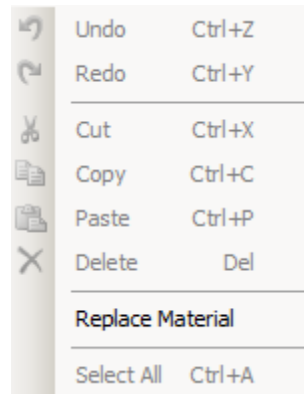 Undo Ctrl+Z
Redo Ctrl+Y
Cut Ctrl+X
Copy Ctrl+C
Paste Ctrl+P
Delete Del
Replace Material
Select All Ctrl+A